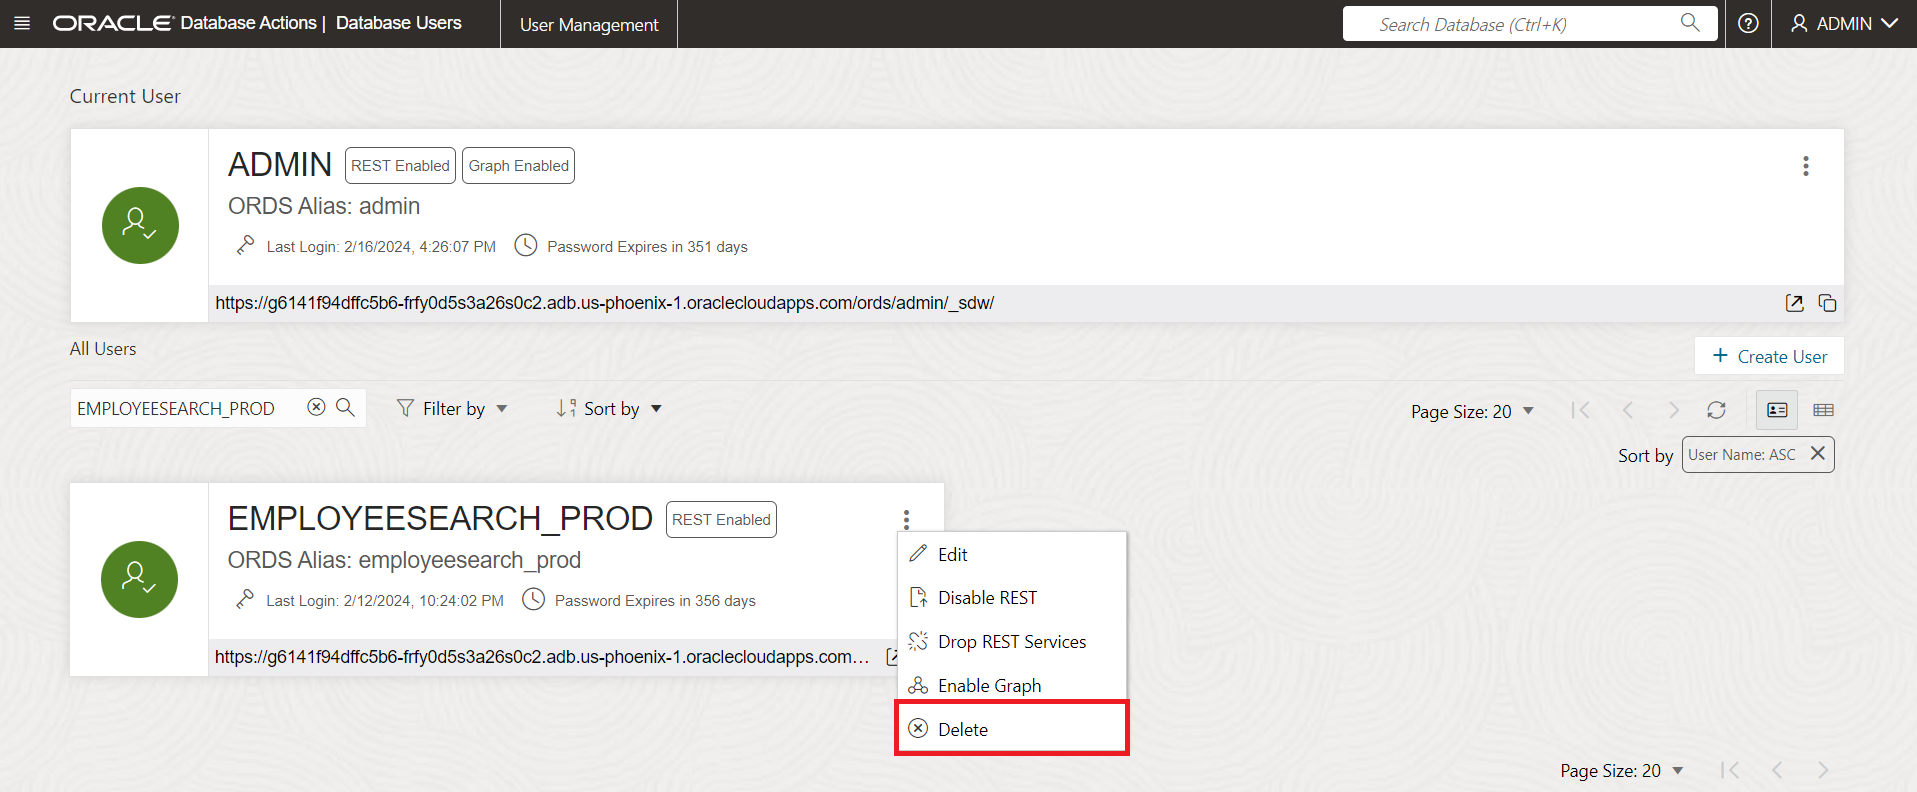 ORACLE Database Actions | Database Users User Management Search Database (Ctrl+K) ADMIN
Current User
ADMIN REST Enabled Graph Enabled
ORDS Alias: admin
Last Login: 2/16/2024, 4:26:07 PM Password Expires in 351 days
https://g6141f94dffc5b6-frfy0d5s3a26s0c2.adb.us-phoenix-1.oraclecloudapps.com/ords/admin/_sdw/
All Users
+ Create User
EMPLOYEESEARCH_PROD Filter by Sort by Page Size: 20
Sort by User Name: ASC
EMPLOYEESEARCH_PROD REST Enabled
ORDS Alias: employeesearch_prod
Last Login: 2/12/2024, 10:24:02 PM Password Expires in 356 days
https://g6141f94dffc5b6-frfy0d5s3a26s0c2.adb.us-phoenix-1.oraclecloudapps.com...
Edit
Disable REST
Drop REST Services
Enable Graph
Delete
Page Size: 20